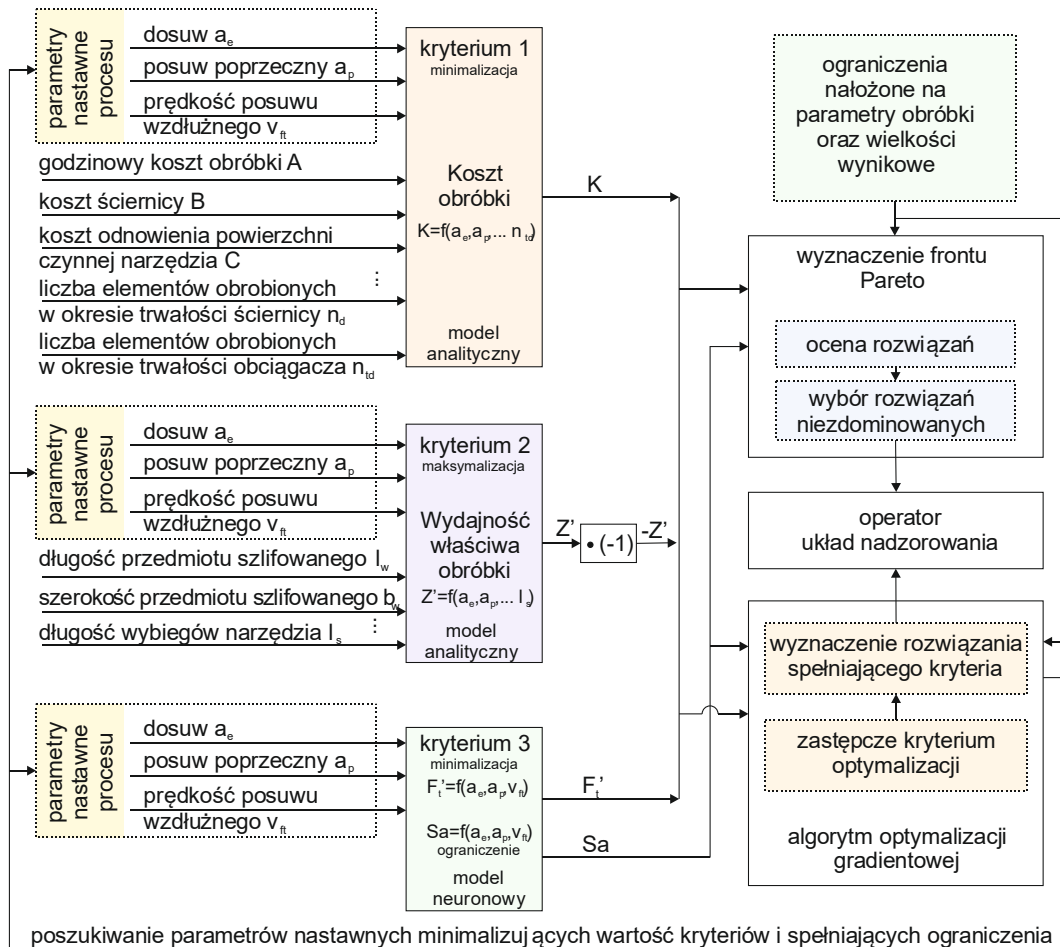 parametry
nastawne
procesu
dosuw a_e
posuw poprzeczny a_p
prędkość posuwu
wzdłużnego v_ft
godzinowy koszt obróbki A
koszt ściernicy B
koszt odnowienia powierzchni
czynnej narzędzia C
⋮
liczba elementów obrobionych
w okresie trwałości ściernicy n_d
liczba elementów obrobionych
w okresie trwałości obciągacza n_td
kryterium 1
minimalizacja
Koszt
obróbki
K=f(a_e,a_p,... n_td)
model
analityczny
K
parametry
nastawne
procesu
dosuw a_e
posuw poprzeczny a_p
prędkość posuwu
wzdłużnego v_ft
długość przedmiotu szlifowanego l_w
szerokość przedmiotu szlifowanego b_w
⋮
długość wybiegów narzędzia l_s
kryterium 2
maksymalizacja
Wydajność
właściwa
obróbki
Z'=f(a_e,a_p,... l_s)
model
analityczny
Z'
• (-1)
-Z'
parametry
nastawne
procesu
dosuw a_e
posuw poprzeczny a_p
prędkość posuwu
wzdłużnego v_ft
kryterium 3
minimalizacja
F_t'=f(a_e,a_p,v_ft)
Sa=f(a_e,a_p,v_ft)
ograniczenie
model
neuronowy
F_t'
Sa
ograniczenia
nałożone na
parametry obróbki
oraz wielkości
wynikowe
wyznaczenie frontu
Pareto
ocena rozwiązań
wybór rozwiązań
niezdominowanych
operator
układ nadzorowania
wyznaczenie rozwiązania
spełniającego kryteria
zastępcze kryterium
optymalizacji
algorytm optymalizacji
gradientowej
poszukiwanie parametrów nastawnych minimalizujących wartość kryteriów i spełniających ograniczenia